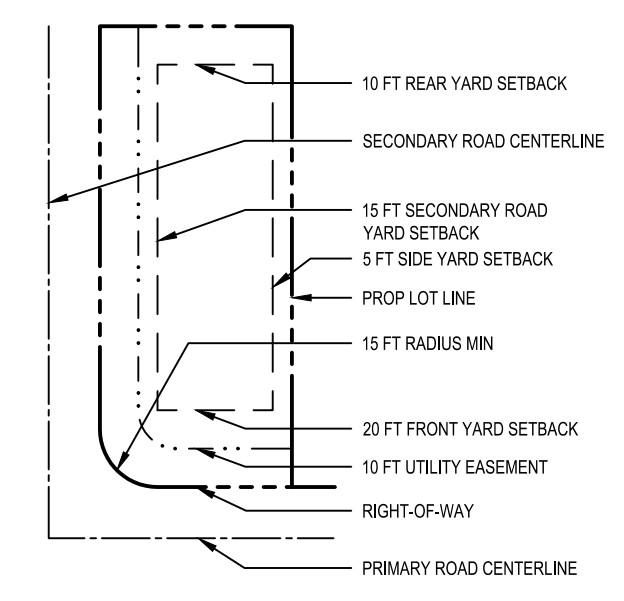 10 FT REAR YARD SETBACK
SECONDARY ROAD CENTERLINE
15 FT SECONDARY ROAD
YARD SETBACK
5 FT SIDE YARD SETBACK
PROP LOT LINE
15 FT RADIUS MIN
20 FT FRONT YARD SETBACK
10 FT UTILITY EASEMENT
RIGHT-OF-WAY
PRIMARY ROAD CENTERLINE